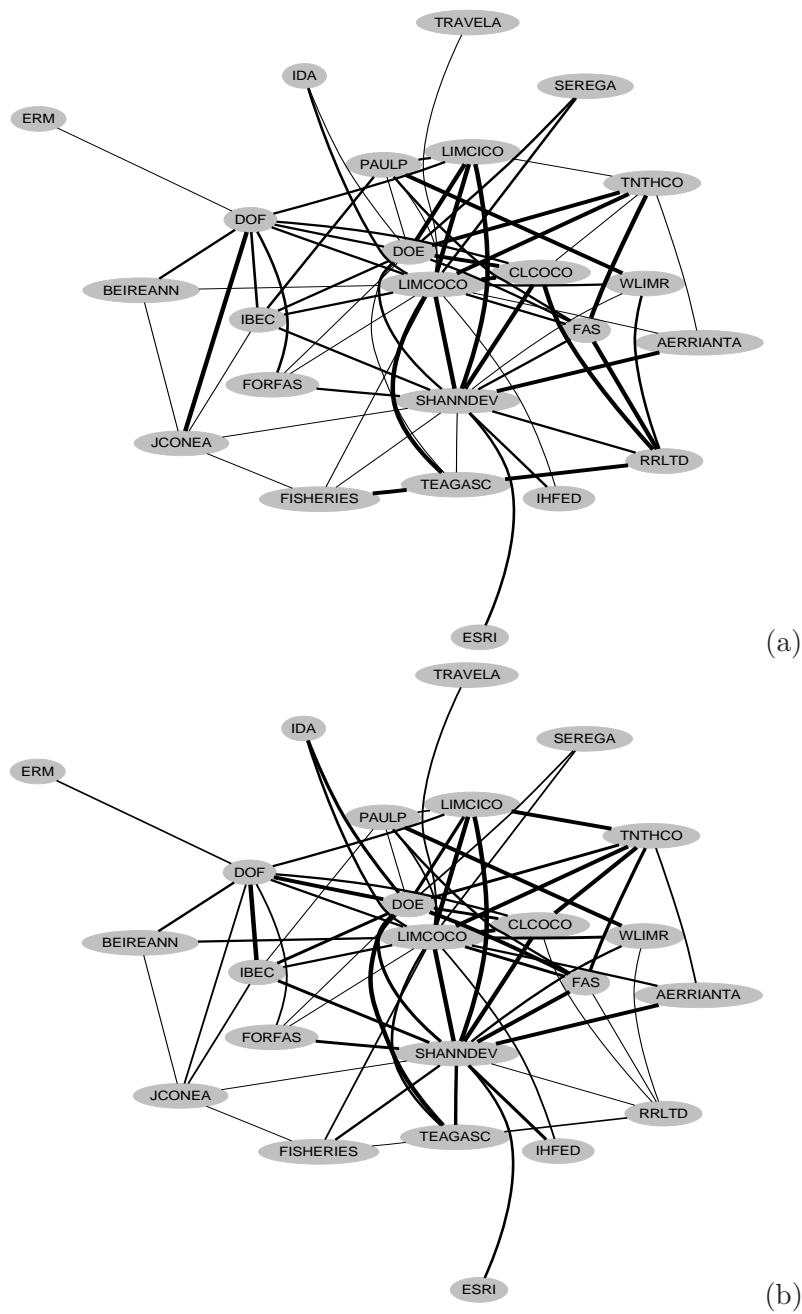 TRAVELA
IDA
SEREGA
ERM
LIMCICO
PAULP
TNTHCO
DOF
DOE
CLCOCO
LIMCOCO
WLIMR
BEIREANN
IBEC
FAS
AERRIANTA
FORFAS
SHANNDEV
JCONEA
RRLTD
TEAGASC
FISHERIES
IHFED
ESRI
(a)
TRAVELA
IDA
SEREGA
ERM
LIMCICO
PAULP
TNTHCO
DOF
DOE
CLCOCO
LIMCOCO
WLIMR
BEIREANN
IBEC
FAS
AERRIANTA
FORFAS
SHANNDEV
JCONEA
RRLTD
TEAGASC
FISHERIES
IHFED
ESRI
(b)